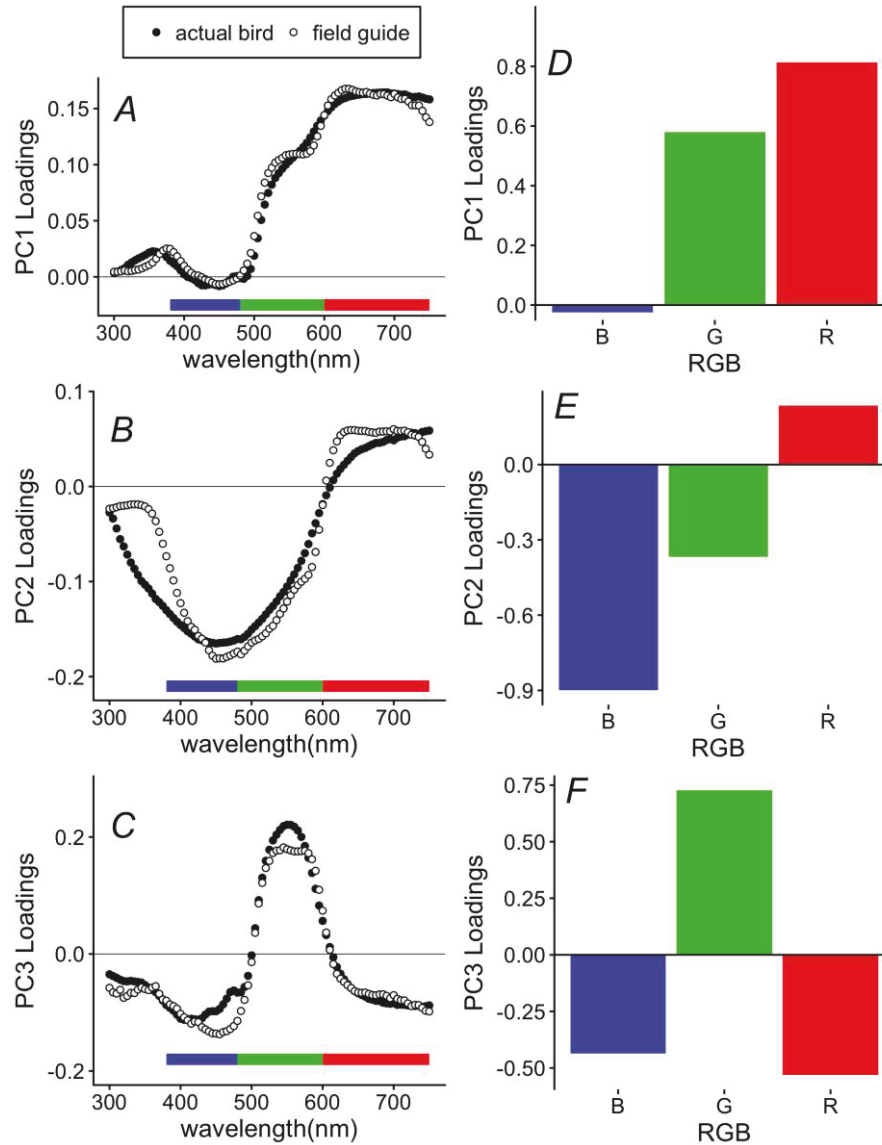 actual bird field guide
A
PC1 Loadings
0.15
0.10
0.05
0.00
300 400 500 600 700
wavelength(nm)
D
PC1 Loadings
0.8
0.6
0.4
0.2
0.0
B G R
RGB
B
PC2 Loadings
0.1
0.0
-0.1
-0.2
300 400 500 600 700
wavelength(nm)
E
PC2 Loadings
0.0
-0.3
-0.6
-0.9
B G R
RGB
C
PC3 Loadings
0.2
0.0
-0.2
300 400 500 600 700
wavelength(nm)
F
PC3 Loadings
0.75
0.50
0.25
0.00
-0.25
-0.50
B G R
RGB